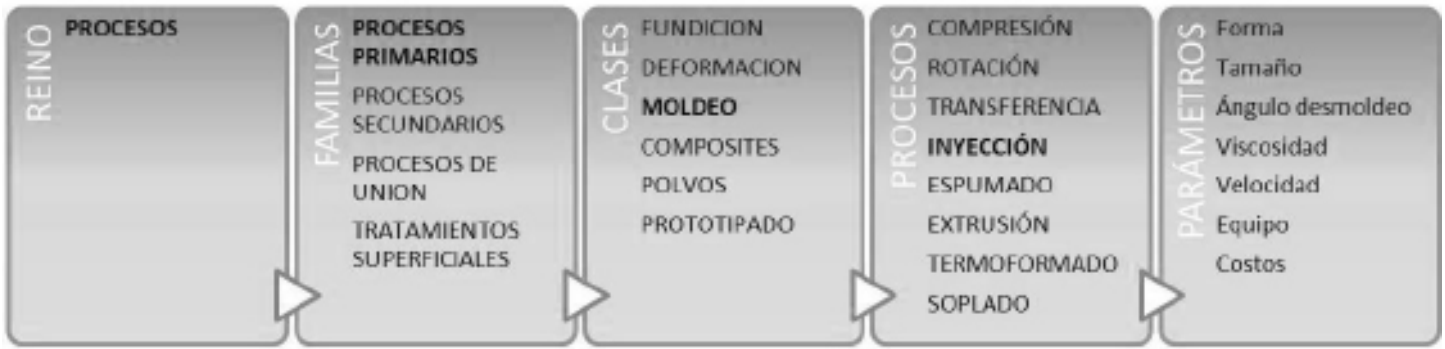 REINO
PROCESOS
FAMILIAS
PROCESOS
PRIMARIOS
PROCESOS
SECUNDARIOS
PROCESOS DE
UNION
TRATAMIENTOS
SUPERFICIALES
CLASES
FUNDICION
DEFORMACION
MOLDEO
COMPOSITES
POLVOS
PROTOTIPADO
PROCESOS
COMPRESIÓN
ROTACIÓN
TRANSFERENCIA
INYECCIÓN
ESPUMADO
EXTRUSIÓN
TERMOFORMADO
SOPLADO
PARÁMETROS
Forma
Tamaño
Ángulo desmoldeo
Viscosidad
Velocidad
Equipo
Costos